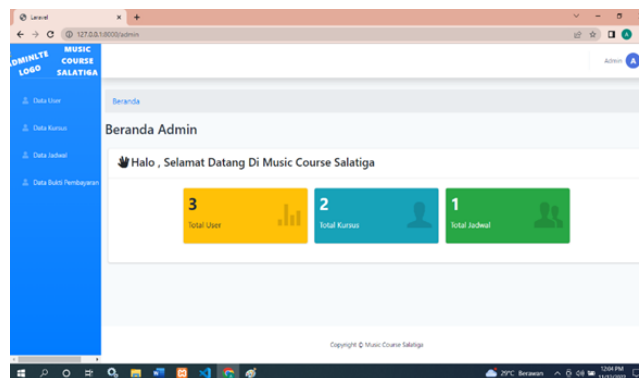 Laravel
127.0.0.1:8000/admin
ADMINLTE LOGO
MUSIC COURSE SALATIGA
Admin
A
Data User
Data Kursus
Data Jadwal
Data Bukti Pembayaran
Beranda
Beranda Admin
Halo , Selamat Datang Di Music Course Salatiga
3
Total User
2
Total Kursus
1
Total Jadwal
Copyright © Music Course Salatiga
29°C Berawan
12:04 PM